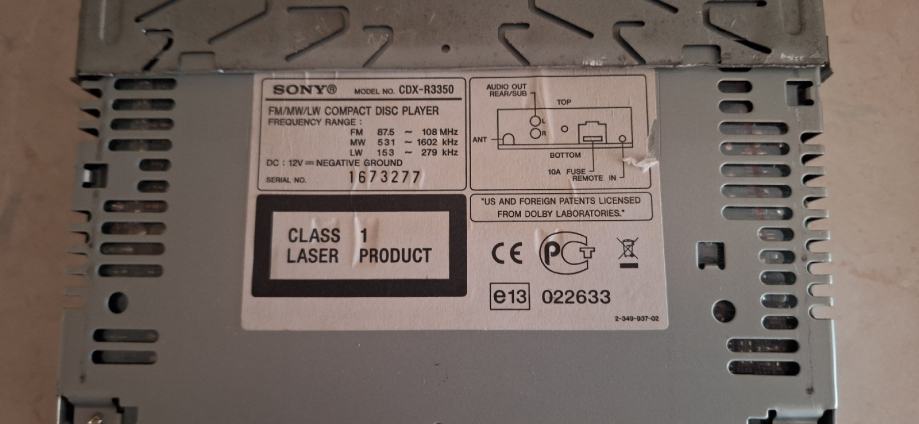 SONY® MODEL NO. CDX-R3350
FM/MW/LW COMPACT DISC PLAYER
FREQUENCY RANGE :
FM 87.5 ~ 108 MHz
MW 531 ~ 1602 kHz
LW 153 ~ 279 kHz
DC : 12V ⎓ NEGATIVE GROUND
SERIAL NO. 1673277
AUDIO OUT
REAR/SUB
TOP
L
R
ANT
BOTTOM
10A FUSE
REMOTE IN
"US AND FOREIGN PATENTS LICENSED
FROM DOLBY LABORATORIES."
CLASS 1
LASER PRODUCT
CE PCT
e13 022633
2-349-937-02